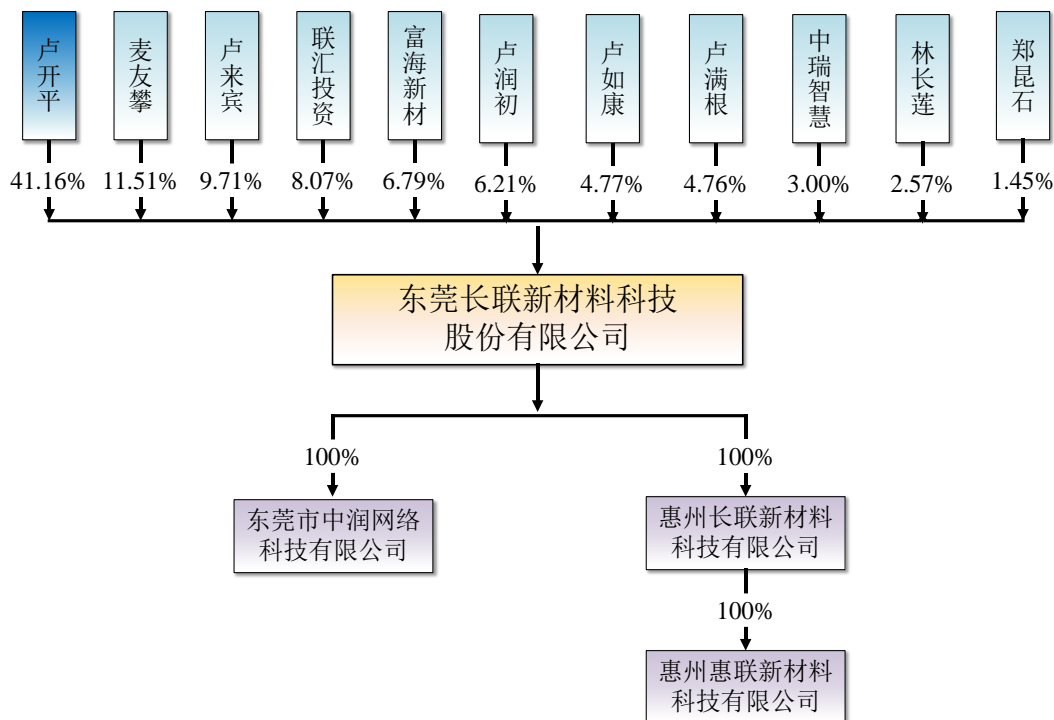 卢开平
麦友攀
卢来宾
联汇投资
富海新材
卢润初
卢如康
卢满根
中瑞智慧
林长莲
郑昆石
41.16%
11.51%
9.71%
8.07%
6.79%
6.21%
4.77%
4.76%
3.00%
2.57%
1.45%
东莞长联新材料科技
股份有限公司
100%
100%
东莞市中润网络
科技有限公司
惠州长联新材料
科技有限公司
100%
惠州惠联新材料
科技有限公司